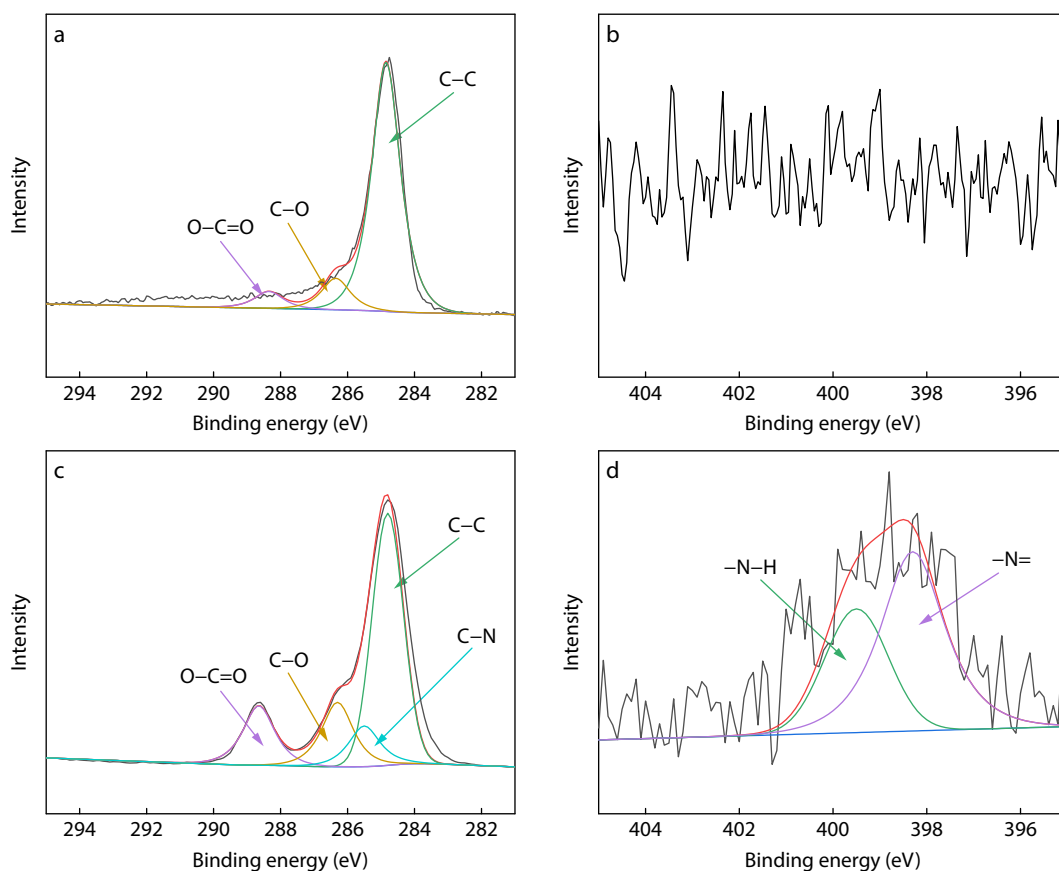 a
C–C
C–O
O–C=O
Intensity
294 292 290 288 286 284 282
Binding energy (eV)
b
Intensity
404 402 400 398 396
Binding energy (eV)
c
C–C
C–N
C–O
O–C=O
Intensity
294 292 290 288 286 284 282
Binding energy (eV)
d
–N–H
–N=
Intensity
404 402 400 398 396
Binding energy (eV)